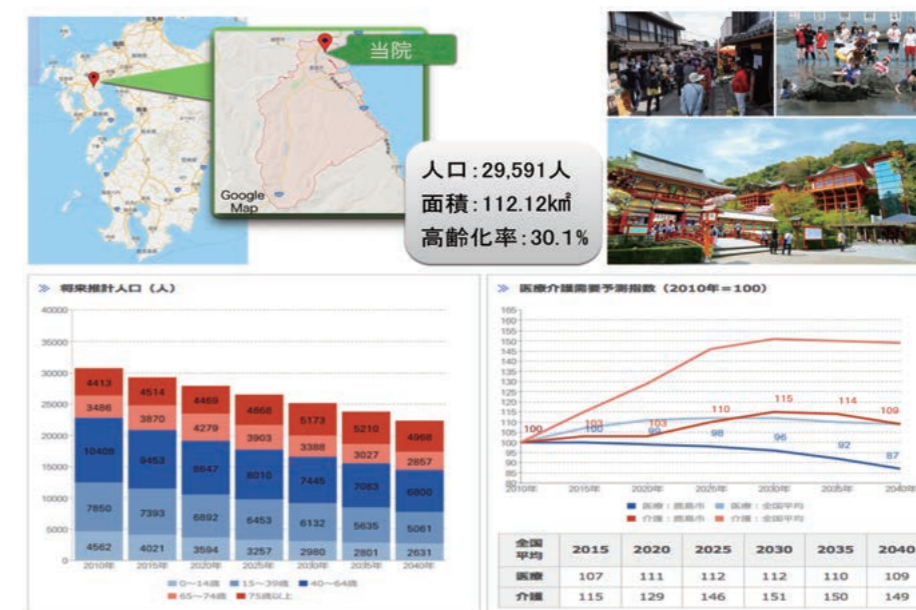 当院
Google
Map
人口:29,591人
面積:112.12k㎡
高齢化率:30.1%
≫ 将来推計人口（人）
40000
35000
30000
25000
20000
15000
10000
5000
0
4413 4514 4469 4868 5173 5210 4968
3486 3870 4279 3903 3388 3027 2857
10408 9453 8647 8010 7445 7083 6800
7850 7393 6892 6453 6132 5635 5061
4562 4021 3594 3257 2980 2801 2631
2010年 2015年 2020年 2025年 2030年 2035年 2040年
0～14歳 15～39歳 40～64歳
65～74歳 75歳以上
≫ 医療介護需要予測指数（2010年＝100）
165
160
155
150
145
140
135
130
125
120
115
110
105
100
95
90
85
80
100 103 103 110 115 114 109
100 99 98 96 92 87
2010年 2015年 2020年 2025年 2030年 2035年 2040年
医療：鹿島市 医療：全国平均
介護：鹿島市 介護：全国平均
全国平均 2015 2020 2025 2030 2035 2040
医療 107 111 112 112 110 109
介護 115 129 146 151 150 149